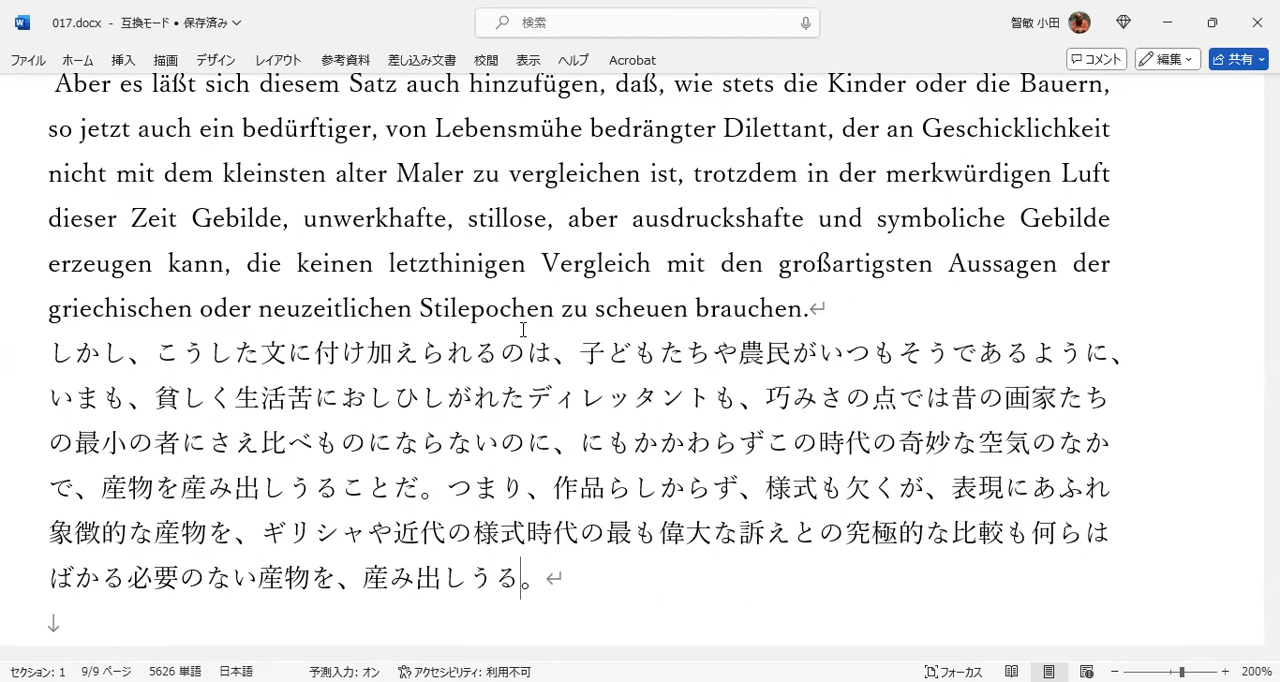 017.docx - 互換モード • 保存済み
検索
智敏 小田
ファイル ホーム 挿入 描画 デザイン レイアウト 参考資料 差し込み文書 校閲 表示 ヘルプ Acrobat
コメント 編集 共有
Aber es läßt sich diesem Satz auch hinzufügen, daß, wie stets die Kinder oder die Bauern,
so jetzt auch ein bedürftiger, von Lebensmühe bedrängter Dilettant, der an Geschicklichkeit
nicht mit dem kleinsten alter Maler zu vergleichen ist, trotzdem in der merkwürdigen Luft
dieser Zeit Gebilde, unwerkhafte, stillose, aber ausdruckshafte und symboliche Gebilde
erzeugen kann, die keinen letzthinigen Vergleich mit den großartigsten Aussagen der
griechischen oder neuzeitlichen Stilepochen zu scheuen brauchen.↵
しかし、こうした文に付け加えられるのは、子どもたちや農民がいつもそうであるように、
いまも、貧しく生活苦におしひしがれたディレッタントも、巧みさの点では昔の画家たち
の最小の者にさえ比べものにならないのに、にもかかわらずこの時代の奇妙な空気のなか
で、産物を産み出しうることだ。つまり、作品らしからず、様式も欠くが、表現にあふれ
象徴的な産物を、ギリシャや近代の様式時代の最も偉大な訴えとの究極的な比較も何らは
ばかる必要のない産物を、産み出しうる。↵
↓
セクション: 1 9/9 ページ 5626 単語 日本語 予測入力: オン アクセシビリティ: 利用不可 フォーカス － ＋ 200%